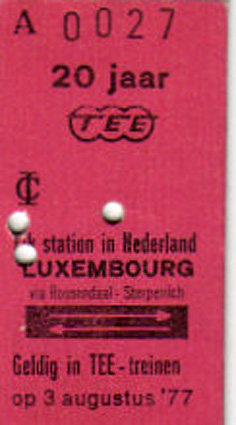 A 0027
20 jaar
TEE
station in Nederland
LUXEMBOURG
via Roosendaal - Sterpenich
Geldig in TEE-treinen
op 3 augustus '77